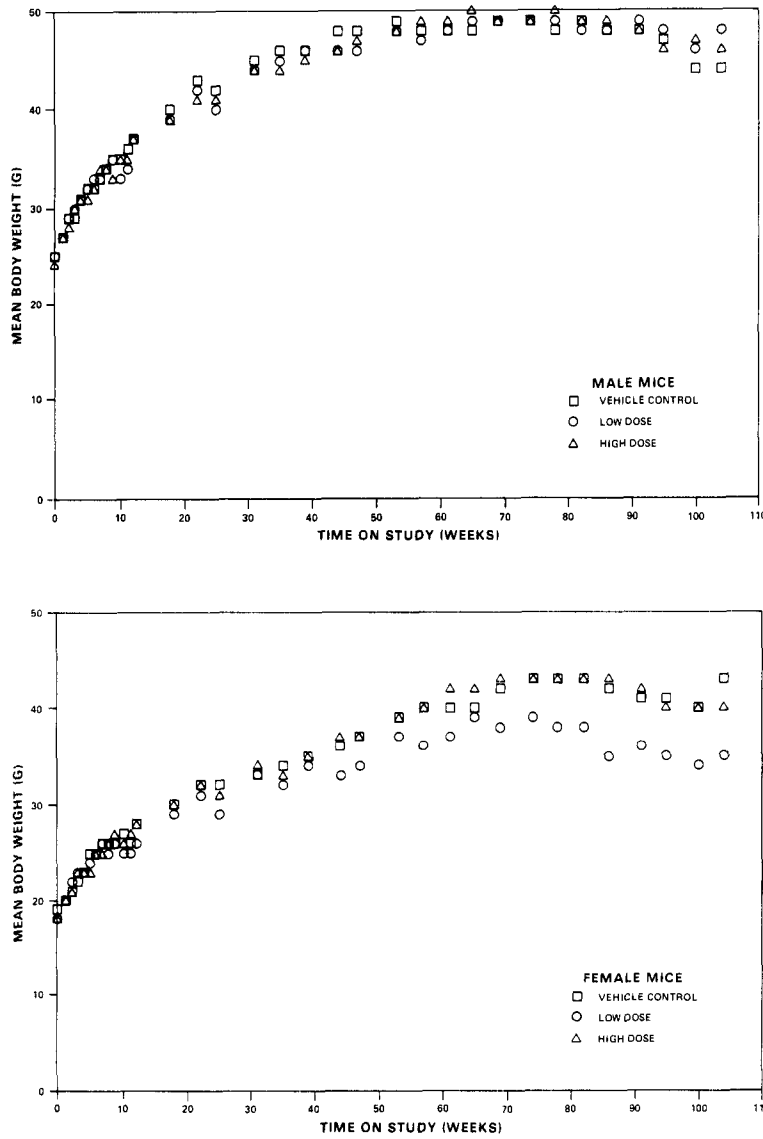 50
40
30
20
10
0
MEAN BODY WEIGHT (G)
MALE MICE
VEHICLE CONTROL
LOW DOSE
HIGH DOSE
0 10 20 30 40 50 60 70 80 90 100 11
TIME ON STUDY (WEEKS)
50
40
30
20
10
0
MEAN BODY WEIGHT (G)
FEMALE MICE
VEHICLE CONTROL
LOW DOSE
HIGH DOSE
0 10 20 30 40 50 60 70 80 90 100 11
TIME ON STUDY (WEEKS)